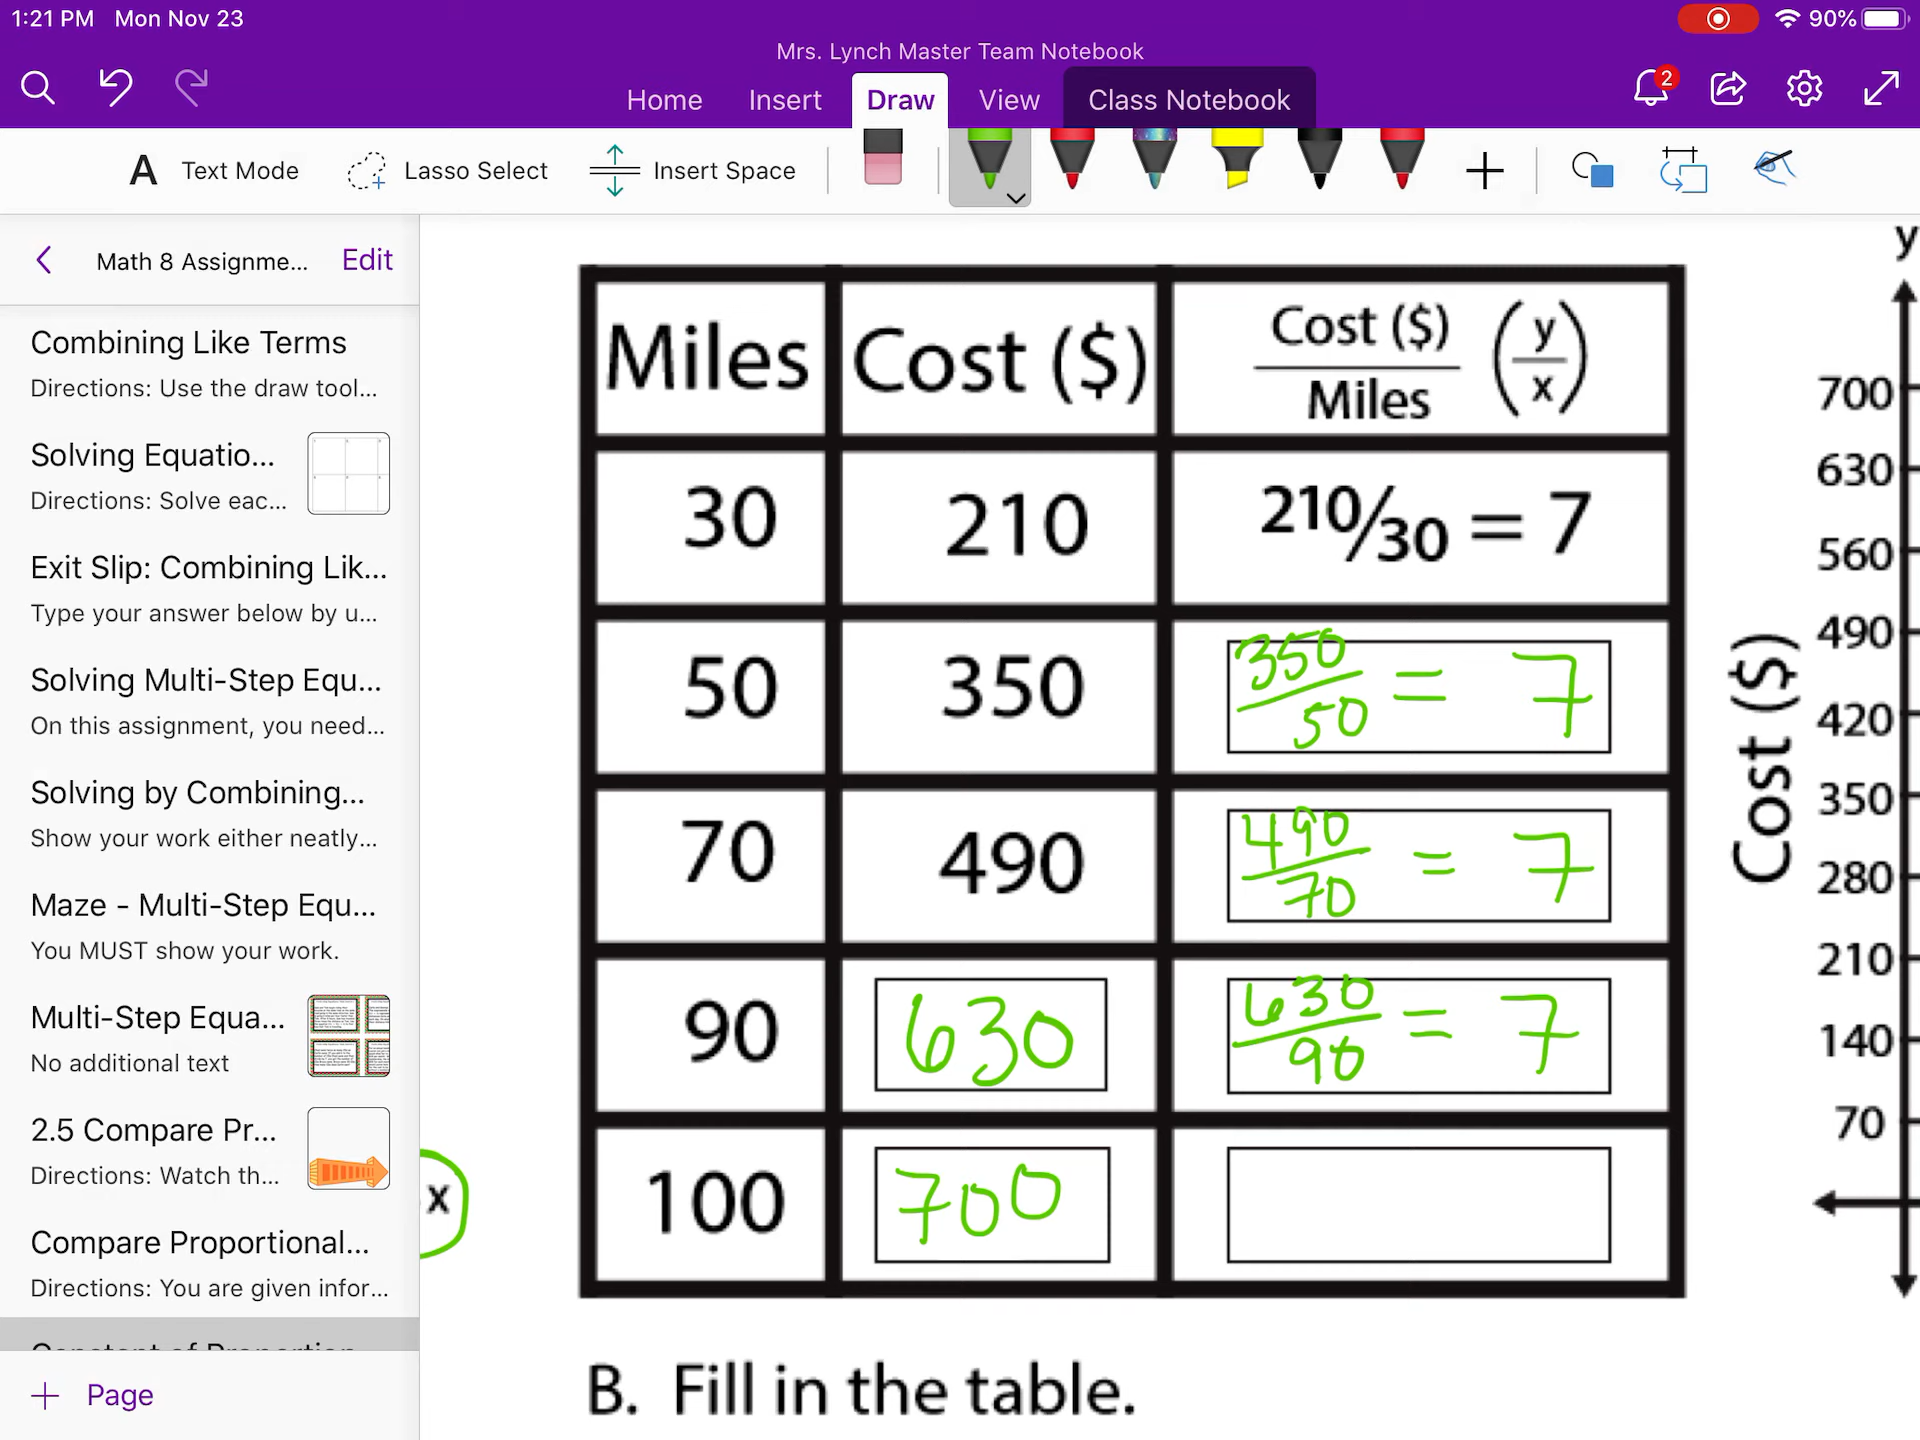 1:21 PM Mon Nov 23
90%
Mrs. Lynch Master Team Notebook
Home Insert Draw View Class Notebook
2
A Text Mode Lasso Select Insert Space
Math 8 Assignme... Edit
Combining Like Terms
Directions: Use the draw tool...
Solving Equatio...
Directions: Solve eac...
Exit Slip: Combining Lik...
Type your answer below by u...
Solving Multi-Step Equ...
On this assignment, you need...
Solving by Combining...
Show your work either neatly...
Maze - Multi-Step Equ...
You MUST show your work.
Multi-Step Equa...
No additional text
2.5 Compare Pr...
Directions: Watch th...
Compare Proportional...
Directions: You are given infor...
Constant of Proportion
+ Page
x
Miles Cost ($) Cost ($)/Miles (y/x)
30 210 210/30 = 7
50 350 350/50 = 7
70 490 490/70 = 7
90 630 630/90 = 7
100 700
B. Fill in the table.
y
Cost ($)
700
630
560
490
420
350
280
210
140
70